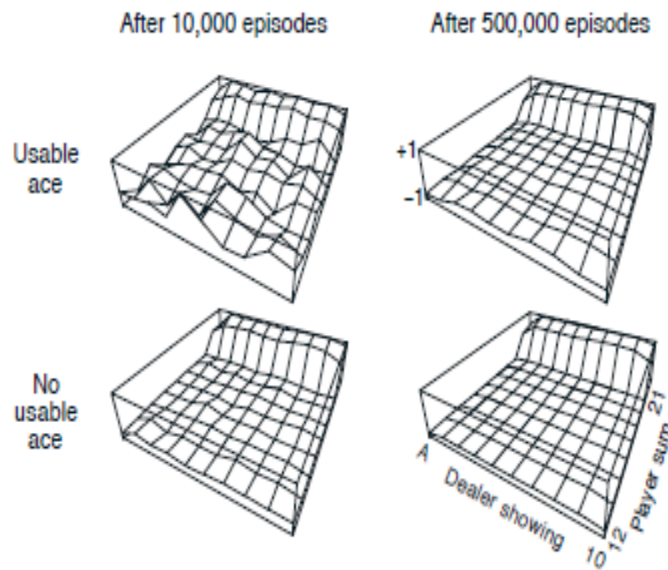 After 10,000 episodes
After 500,000 episodes
Usable
ace
+1
−1
No
usable
ace
A
Dealer showing
10
12
Player sum
21